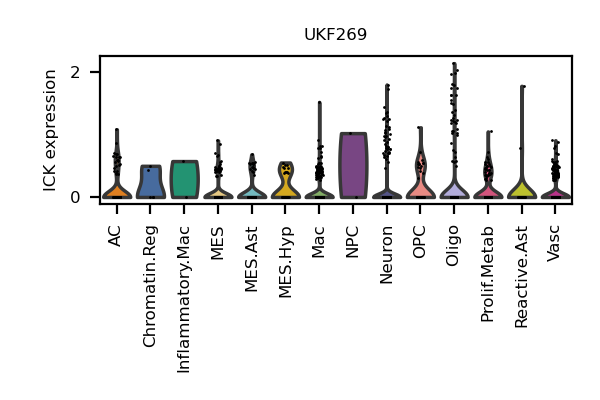 UKF269
ICK expression
2
0
AC
Chromatin.Reg
Inflammatory.Mac
MES
MES.Ast
MES.Hyp
Mac
NPC
Neuron
OPC
Oligo
Prolif.Metab
Reactive.Ast
Vasc